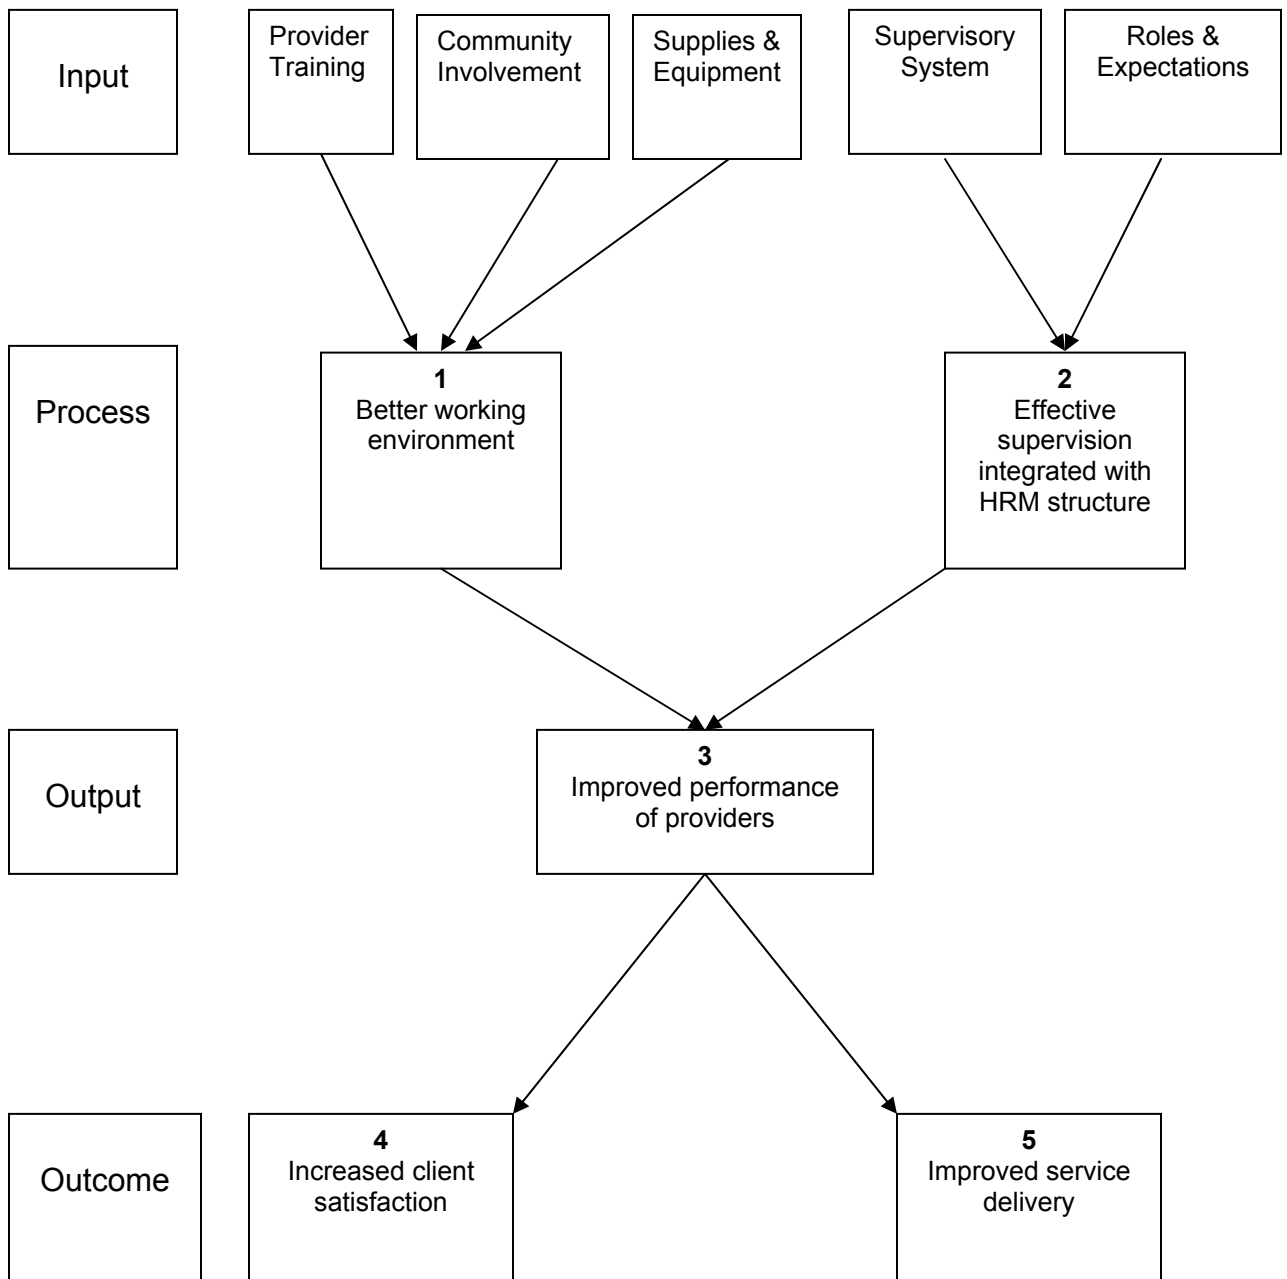 Input
Provider
Training
Community
Involvement
Supplies &
Equipment
Supervisory
System
Roles &
Expectations
Process
1
Better working
environment
2
Effective
supervision
integrated with
HRM structure
Output
3
Improved performance
of providers
Outcome
4
Increased client
satisfaction
5
Improved service
delivery